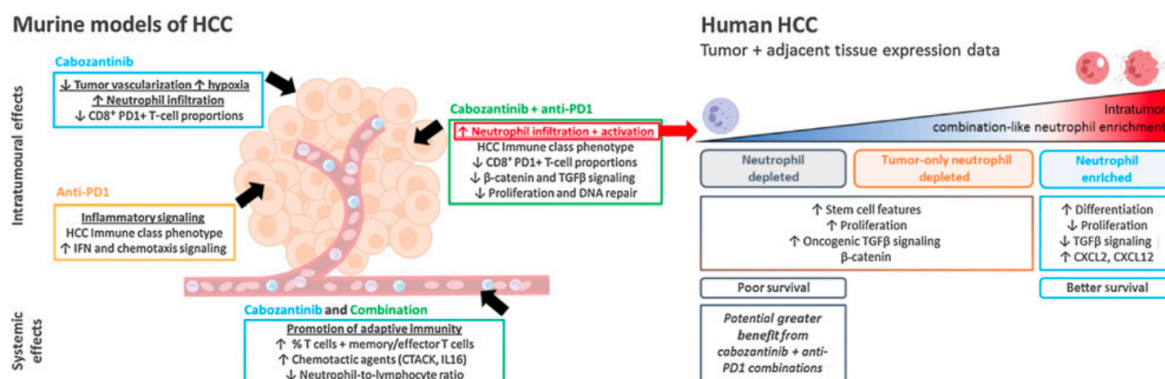 Murine models of HCC
Human HCC
Tumor + adjacent tissue expression data
Intratumoural effects
Systemic
effects
Cabozantinib
↓ Tumor vascularization ↑ hypoxia
↑ Neutrophil infiltration
↓ CD8⁺ PD1+ T-cell proportions
Anti-PD1
Inflammatory signaling
HCC Immune class phenotype
↑ IFN and chemotaxis signaling
Cabozantinib + anti-PD1
↑ Neutrophil infiltration + activation
HCC Immune class phenotype
↓ CD8⁺ PD1+ T-cell proportions
↓ β-catenin and TGFβ signaling
↓ Proliferation and DNA repair
Cabozantinib and Combination
Promotion of adaptive immunity
↑ % T cells + memory/effector T cells
↑ Chemotactic agents (CTACK, IL16)
↓ Neutrophil-to-lymphocyte ratio
Intratumor
combination-like neutrophil enrichment
Neutrophil
depleted
Tumor-only neutrophil
depleted
Neutrophil
enriched
↑ Stem cell features
↑ Proliferation
↑ Oncogenic TGFβ signaling
β-catenin
↑ Differentiation
↓ Proliferation
↓ TGFβ signaling
↑ CXCL2, CXCL12
Poor survival
Better survival
Potential greater
benefit from
cabozantinib + anti-
PD1 combinations